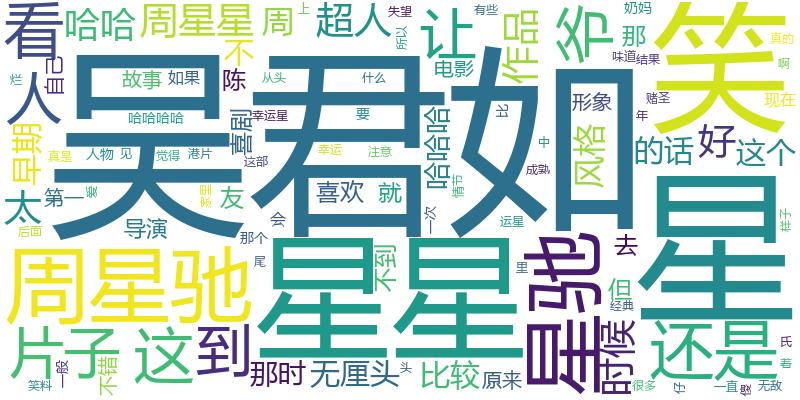 看
哈哈
周星星
周
上
超人
失望
所以
让
有些
作品
爷
那
奶妈
味道
结果
笑
真的
啊
烂
自己
人
故事
如果
不
陈
电影
赌圣
现在
吴君如
形象
年
早期
哈哈哈哈
喜剧
幸运星
从头
什么
要
比
哈哈哈
风格
的话
好
这个
真是
人物
见
觉得
港片
这部
幸运
注意
中
成熟
太
第一
爱
家里
友
喜欢
就
情节
后面
导演
会
那个
一次
运星
星
样子
周星驰
尾
星星
不到
里
星驰
去
但
经典
片子
这
到
时候
还是
氏
不错
那时
无厘头
头
比较
原来
笑料
一般
很多
仔
一直
傻
无敌
着